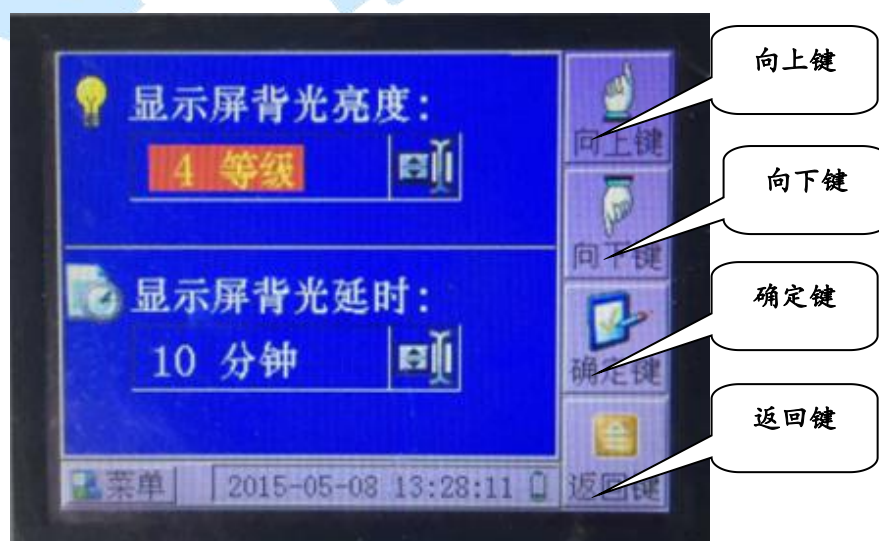 显示屏背光亮度:
4 等级
显示屏背光延时:
10 分钟
菜单
2015-05-08 13:28:11
向上键
向下键
确定键
返回键
向上键
向下键
确定键
返回键